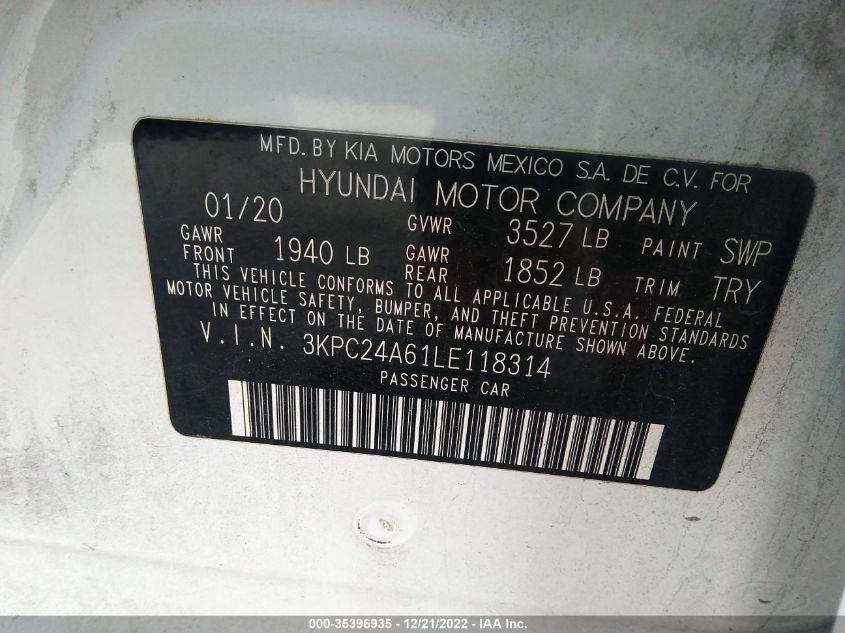 MFD. BY KIA MOTORS MEXICO S.A. DE C.V. FOR
HYUNDAI MOTOR COMPANY
01/20 GVWR 3527 LB PAINT SWP
GAWR FRONT 1940 LB GAWR REAR 1852 LB TRIM TRY
THIS VEHICLE CONFORMS TO ALL APPLICABLE U.S.A. FEDERAL
MOTOR VEHICLE SAFETY, BUMPER, AND THEFT PREVENTION STANDARDS
IN EFFECT ON THE DATE OF MANUFACTURE SHOWN ABOVE.
V.I.N. 3KPC24A61LE118314
PASSENGER CAR
000-35396935 - 12/21/2022 - IAA Inc.